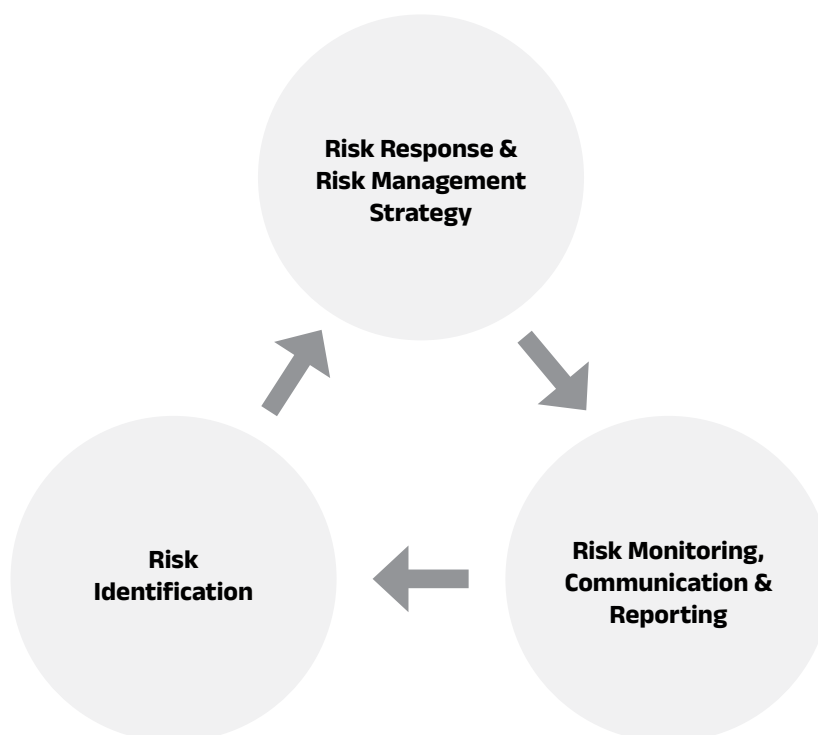 Risk Response &
Risk Management
Strategy
Risk
Identification
Risk Monitoring,
Communication &
Reporting